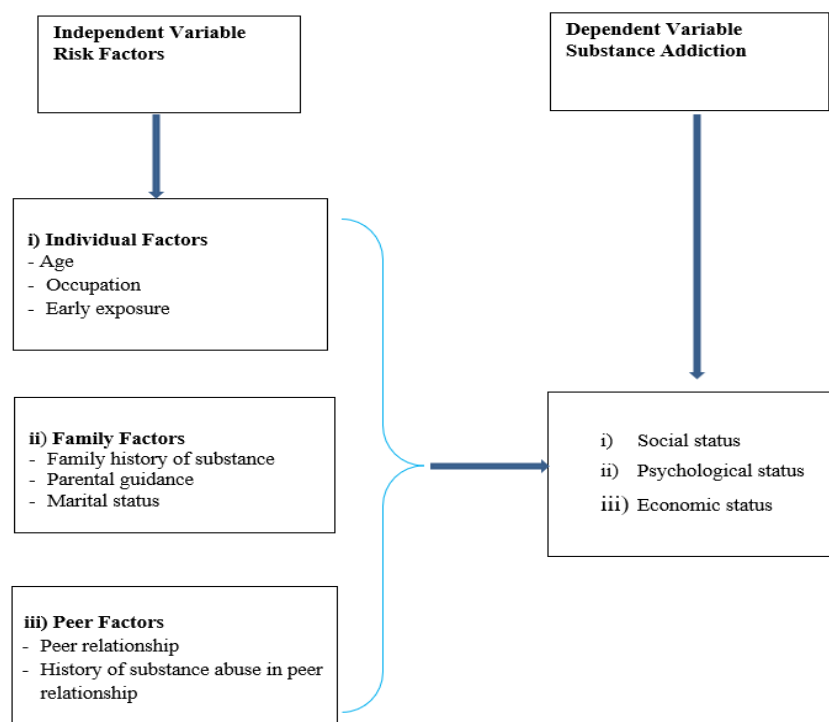 Independent Variable
Risk Factors
Dependent Variable
Substance Addiction
i) Individual Factors
- Age
- Occupation
- Early exposure
ii) Family Factors
- Family history of substance
- Parental guidance
- Marital status
iii) Peer Factors
- Peer relationship
- History of substance abuse in peer
relationship
i) Social status
ii) Psychological status
iii) Economic status